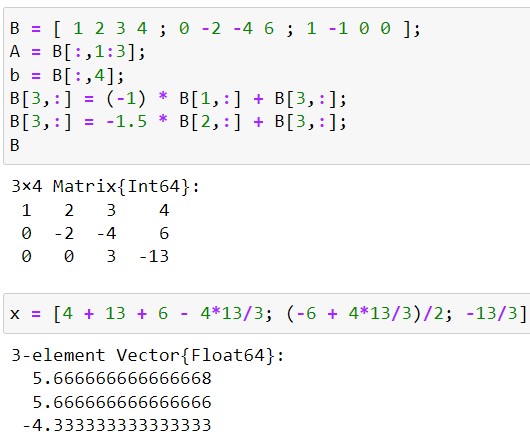 B = [ 1 2 3 4 ; 0 -2 -4 6 ; 1 -1 0 0 ];
A = B[:,1:3];
b = B[:,4];
B[3,:] = (-1) * B[1,:] + B[3,:];
B[3,:] = -1.5 * B[2,:] + B[3,:];
B
3×4 Matrix{Int64}:
1 2 3 4
0 -2 -4 6
0 0 3 -13
x = [4 + 13 + 6 - 4*13/3; (-6 + 4*13/3)/2; -13/3]
3-element Vector{Float64}:
5.666666666666668
5.666666666666666
-4.333333333333333